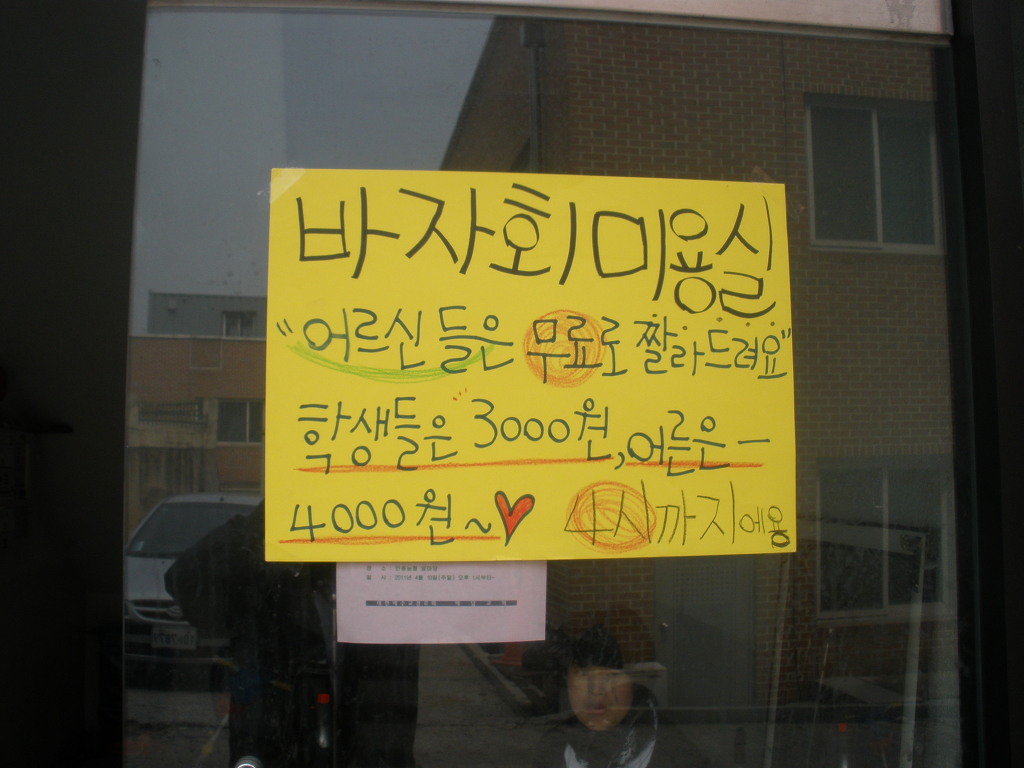 바자회미용실
"어르신들은 무료로 짤라드려요"
학생들은 3000원, 어른은 -
4000원~♥ 4시까지에용